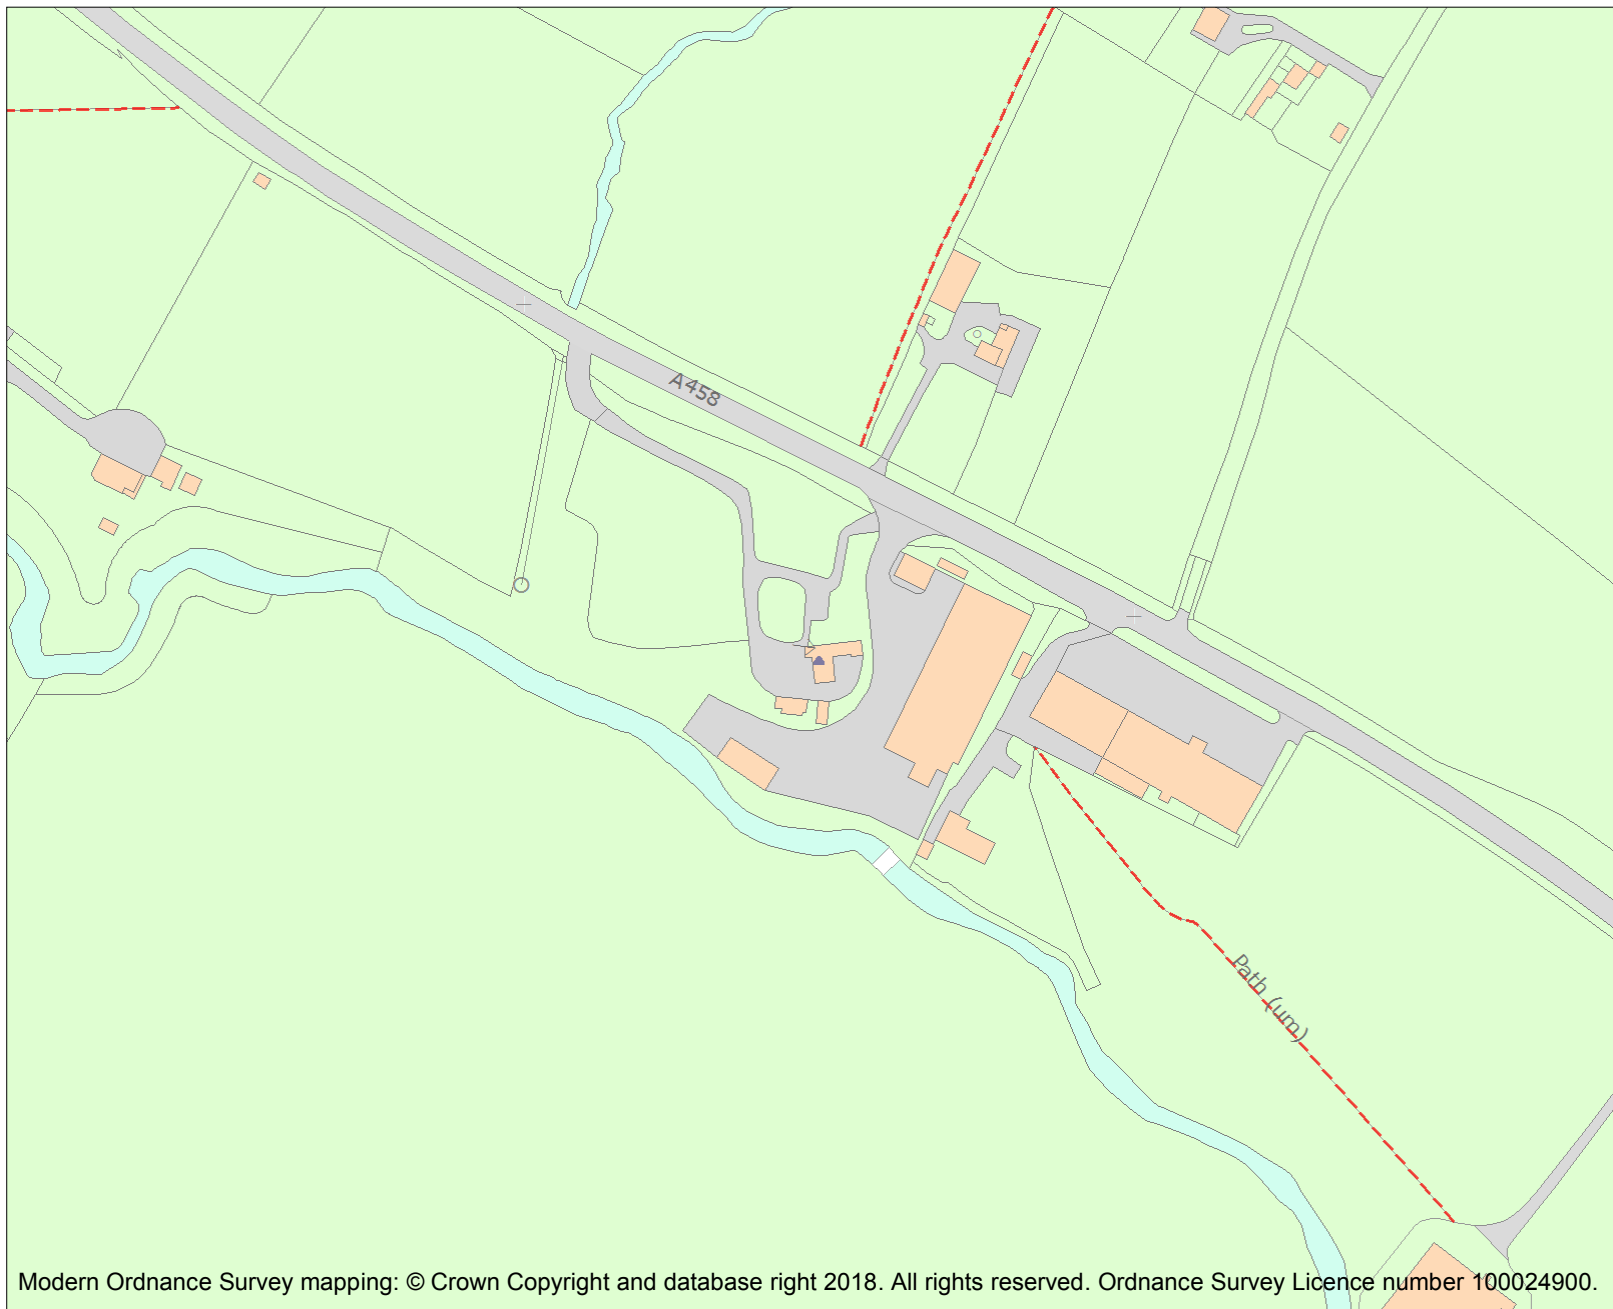 A458
Path (um)
Modern Ordnance Survey mapping: © Crown Copyright and database right 2018. All rights reserved. Ordnance Survey Licence number 100024900.